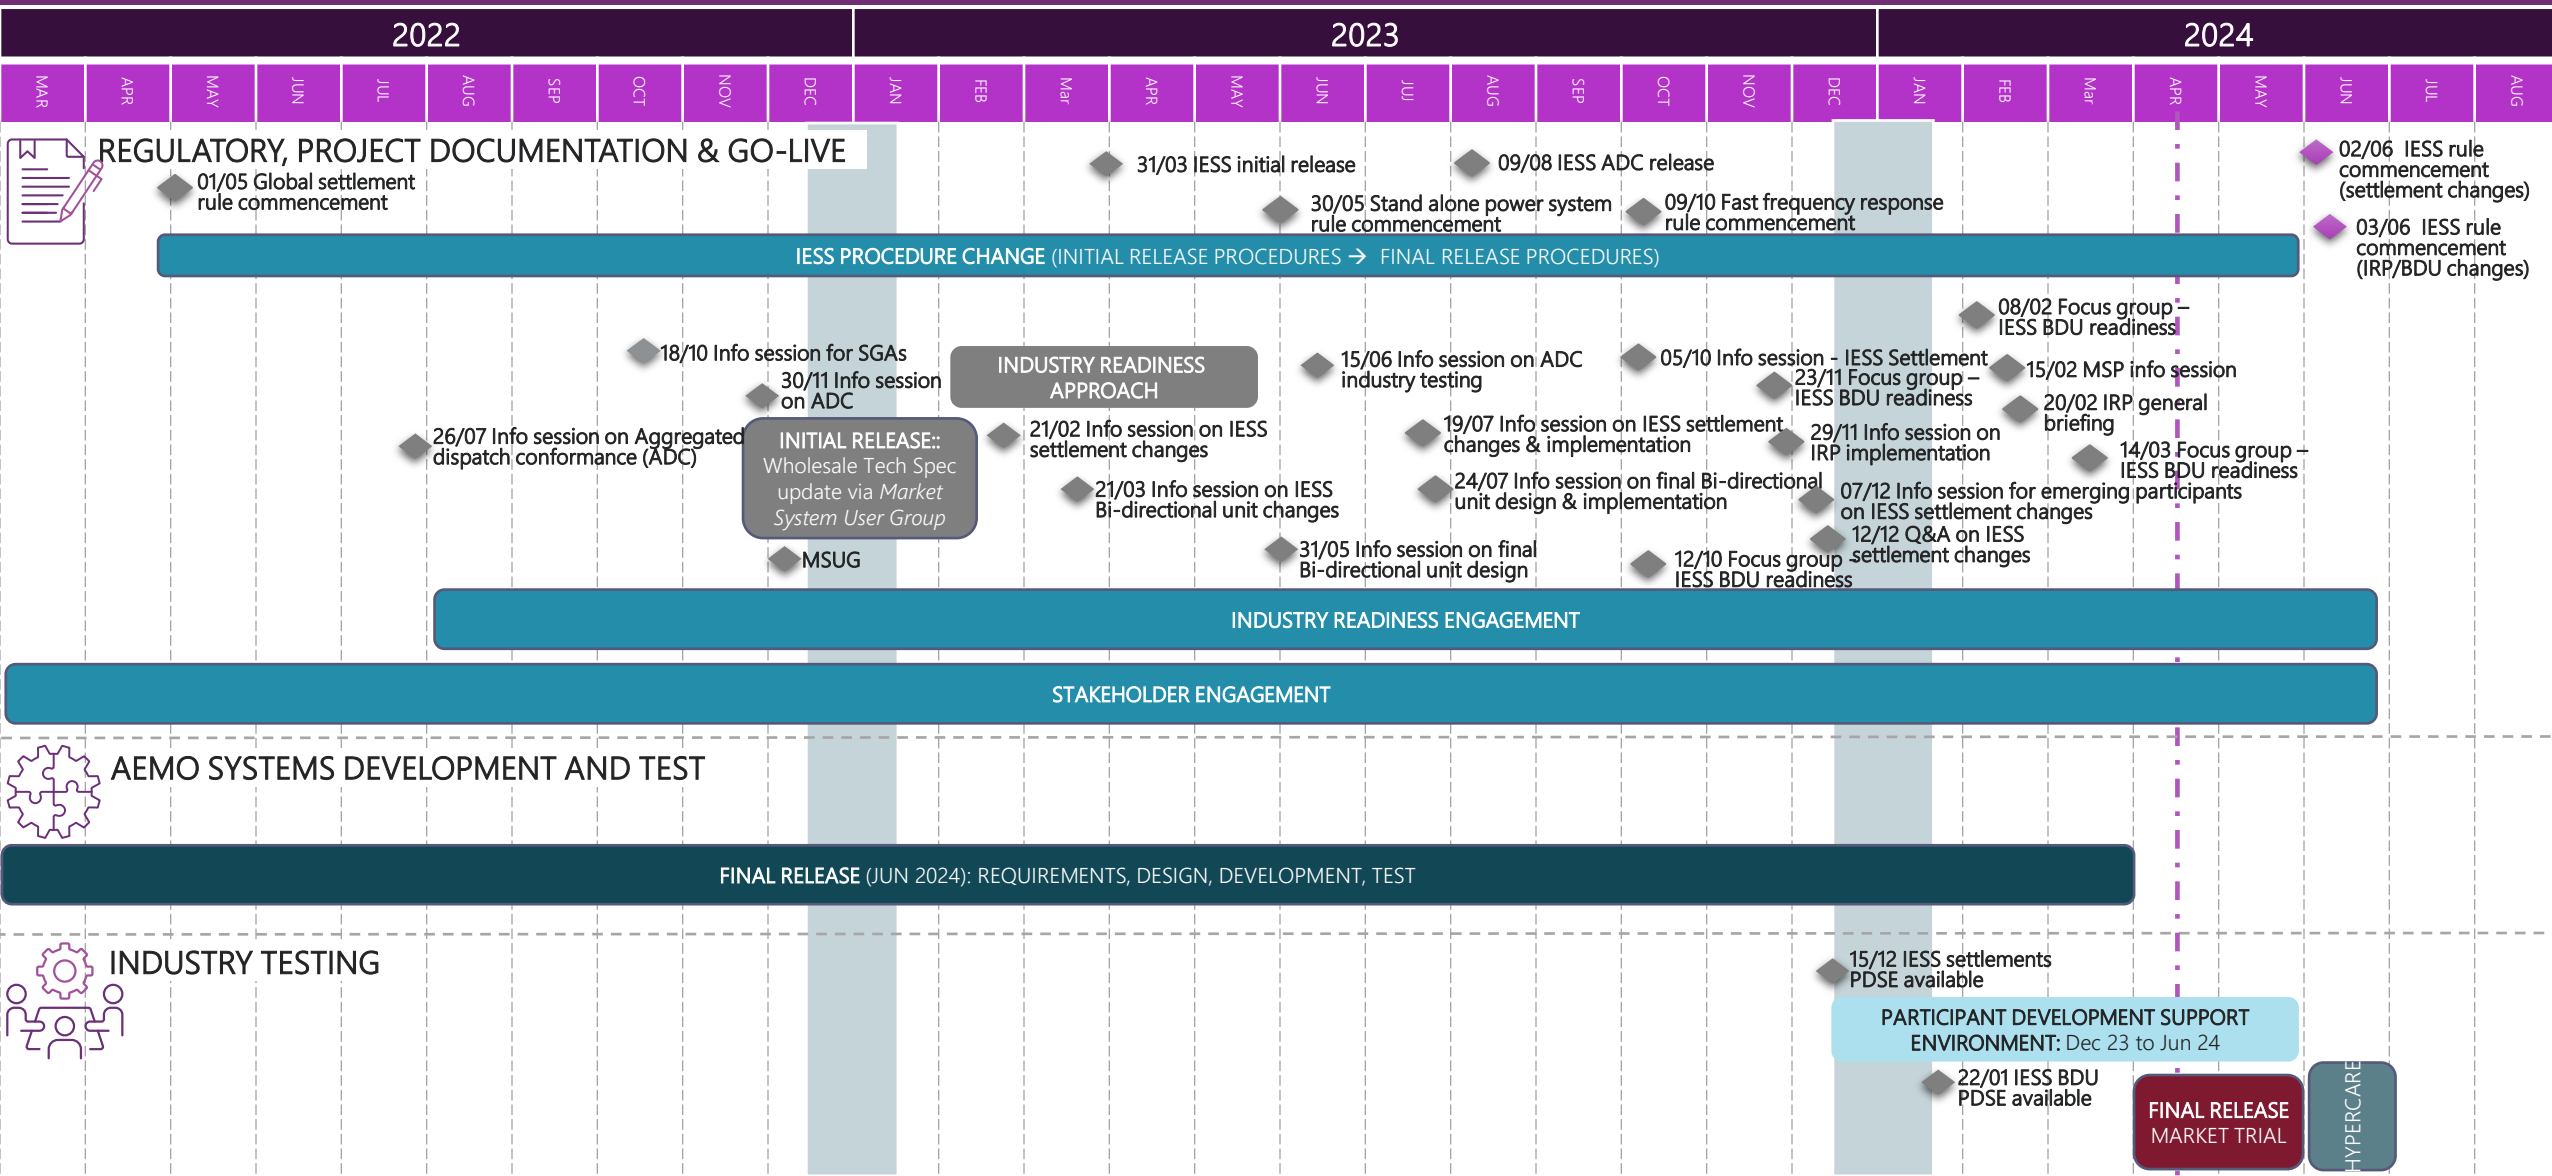 2022
2023
2024
MAR
APR
MAY
JUN
JUL
AUG
SEP
OCT
NOV
DEC
JAN
FEB
Mar
APR
MAY
JUN
JUJ
AUG
SEP
OCT
NOV
DEC
JAN
FEB
Mar
APR
MAY
JUN
JUL
AUG
REGULATORY, PROJECT DOCUMENTATION & GO-LIVE
01/05 Global settlement
rule commencement
31/03 IESS initial release
30/05 Stand alone power system
rule commencement
09/08 IESS ADC release
09/10 Fast frequency response
rule commencement
02/06 IESS rule
commencement
(settlement changes)
03/06 IESS rule
commencement
(IRP/BDU changes)
IESS PROCEDURE CHANGE (INITIAL RELEASE PROCEDURES → FINAL RELEASE PROCEDURES)
26/07 Info session on Aggregated
dispatch conformance (ADC)
18/10 Info session for SGAs
30/11 Info session
on ADC
INITIAL RELEASE::
Wholesale Tech Spec
update via Market
System User Group
MSUG
INDUSTRY READINESS
APPROACH
21/02 Info session on IESS
settlement changes
21/03 Info session on IESS
Bi-directional unit changes
31/05 Info session on final
Bi-directional unit design
15/06 Info session on ADC
industry testing
19/07 Info session on IESS settlement
changes & implementation
24/07 Info session on final Bi-directional
unit design & implementation
05/10 Info session - IESS Settlement
12/10 Focus group –
IESS BDU readiness
23/11 Focus group –
IESS BDU readiness
29/11 Info session on
IRP implementation
07/12 Info session for emerging participants
on IESS settlement changes
12/12 Q&A on IESS
settlement changes
08/02 Focus group –
IESS BDU readiness
15/02 MSP info session
20/02 IRP general
briefing
14/03 Focus group –
IESS BDU readiness
INDUSTRY READINESS ENGAGEMENT
STAKEHOLDER ENGAGEMENT
AEMO SYSTEMS DEVELOPMENT AND TEST
FINAL RELEASE (JUN 2024): REQUIREMENTS, DESIGN, DEVELOPMENT, TEST
INDUSTRY TESTING
15/12 IESS settlements
PDSE available
PARTICIPANT DEVELOPMENT SUPPORT
ENVIRONMENT: Dec 23 to Jun 24
22/01 IESS BDU
PDSE available
FINAL RELEASE
MARKET TRIAL
HYPERCARE